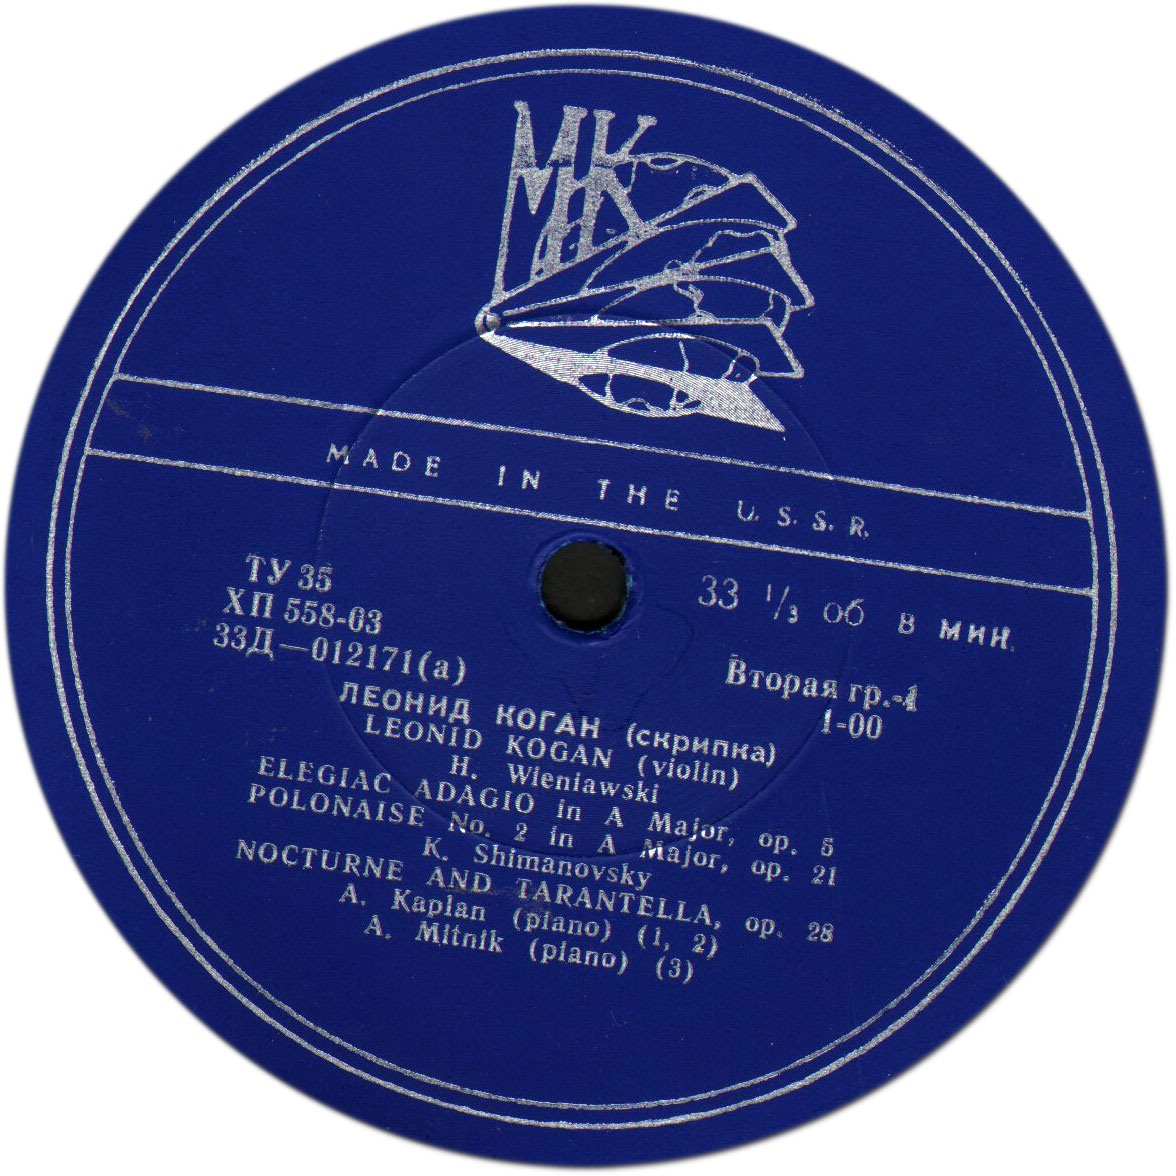 МК
MADE IN THE U.S.S.R.
33 1/3 об в мин.
ТУ 35
ХП 558-63
33Д—012171(а)
Вторая гр.-4
1-00
ЛЕОНИД КОГАН (скрипка)
LEONID KOGAN (violin)
H. Wieniawski
ELEGIAC ADAGIO in A Major, op. 5
POLONAISE No. 2 in A Major, op. 21
K. Shimanovsky
NOCTURNE AND TARANTELLA, op. 28
A. Kaplan (piano) (1, 2)
A. Mitnik (piano) (3)